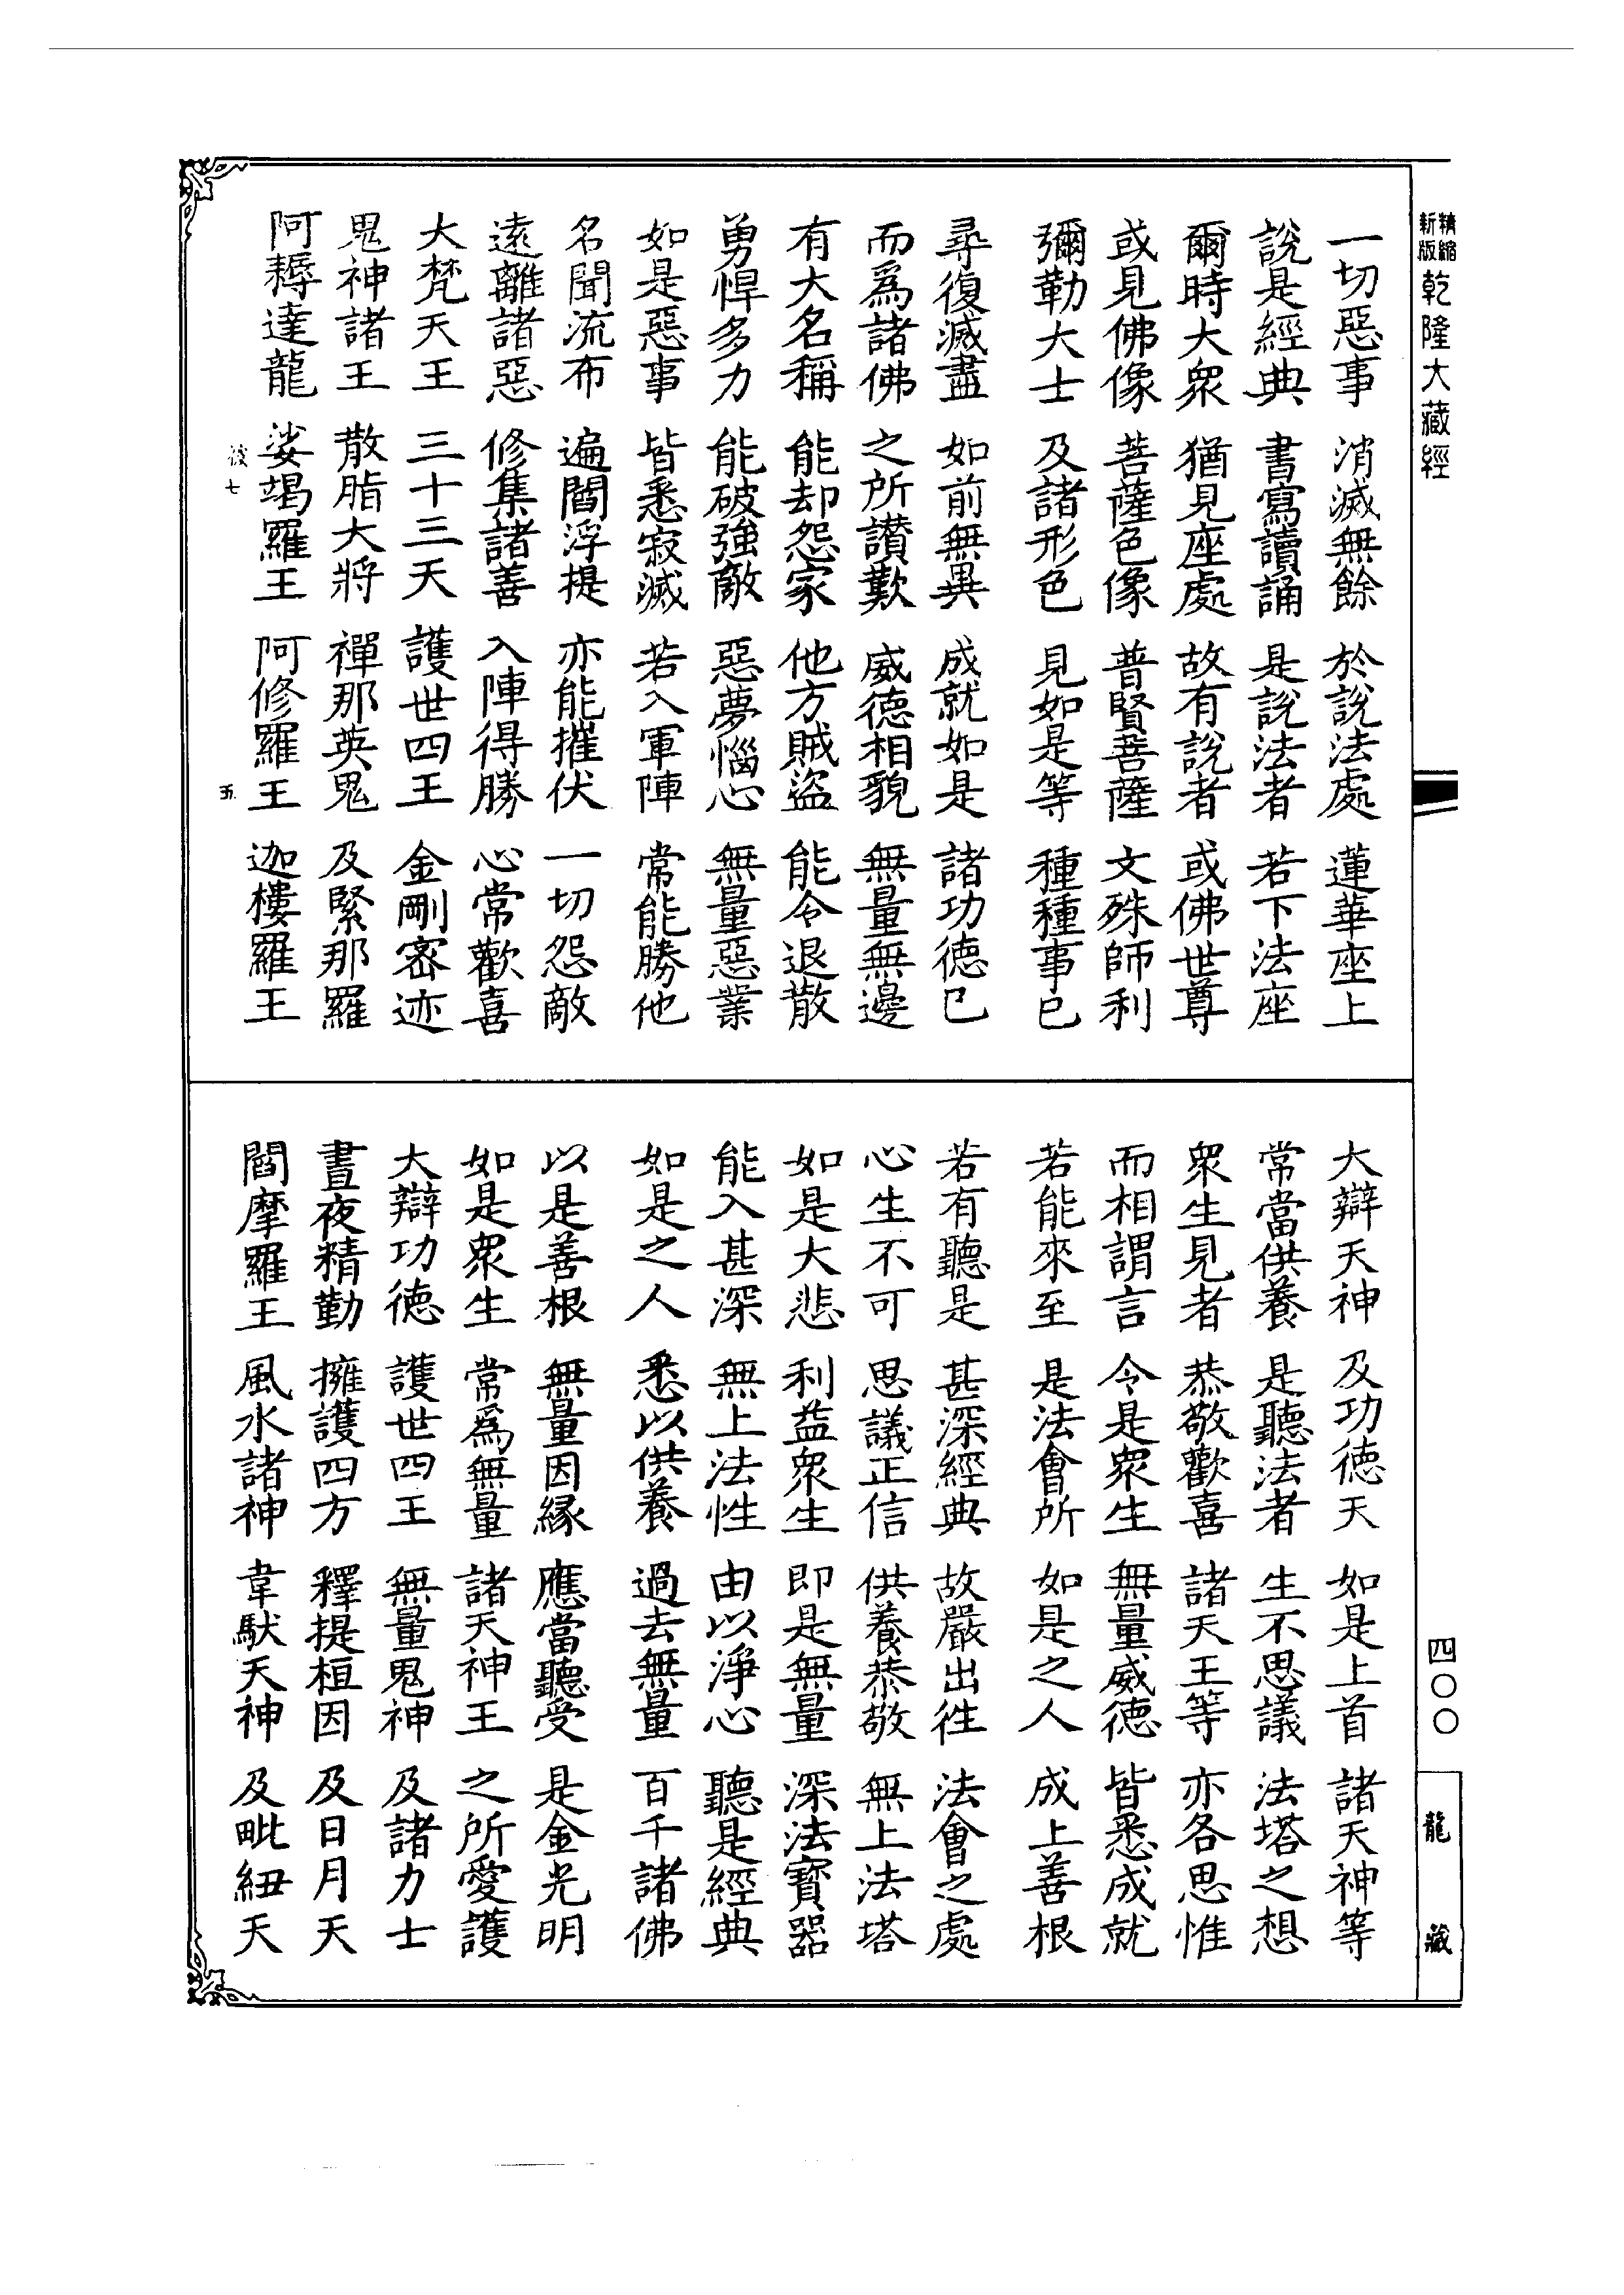 精縮新版乾隆大藏經
一切惡事 消滅無餘 於說法處 蓮華座上
說是經典 書寫讀誦 是說法者 若下法座
爾時大衆 猶見座處 故有說者 或佛世尊
或見佛像 菩薩色像 普賢菩薩 文殊師利
彌勒大士 及諸形色 見如是等 種種事已
尋復滅盡 如前無異 成就如是 諸功德已
而爲諸佛 之所讚歎 威德相貌 無量無邊
有大名稱 能却怨家 他方賊盜 能令退散
勇悍多力 能破強敵 惡夢惱心 無量惡業
如是惡事 皆悉寂滅 若入軍陣 常能勝他
名聞流布 遍閻浮提 亦能摧伏 一切怨敵
遠離諸惡 修集諸善 入陣得勝 心常歡喜
大梵天王 三十三天 護世四王 金剛密迹
鬼神諸王 散脂大將 禪那英鬼 及緊那羅
阿耨達龍 娑竭羅王 阿修羅王 迦樓羅王
彼七 五
大辯天神 及功德天 如是上首 諸天神等
常當供養 是聽法者 生不思議 法塔之想
衆生見者 恭敬歡喜 諸天王等 亦各思惟
而相謂言 令是衆生 無量威德 皆悉成就
若能來至 是法會所 如是之人 成上善根
若有聽是 甚深經典 故嚴出往 法會之處
心生不可 思議正信 供養恭敬 無上法塔
如是大悲 利益衆生 即是無量 深法寶器
能入甚深 無上法性 由以淨心 聽是經典
如是之人 悉以供養 過去無量 百千諸佛
以是善根 無量因緣 應當聽受 是金光明
如是衆生 常爲無量 諸天神王 之所愛護
大辯功德 護世四王 無量鬼神 及諸力士
晝夜精勤 擁護四方 釋提桓因 及日月天
閻摩羅王 風水諸神 韋馱天神 及毗紐天
四〇〇
龍藏